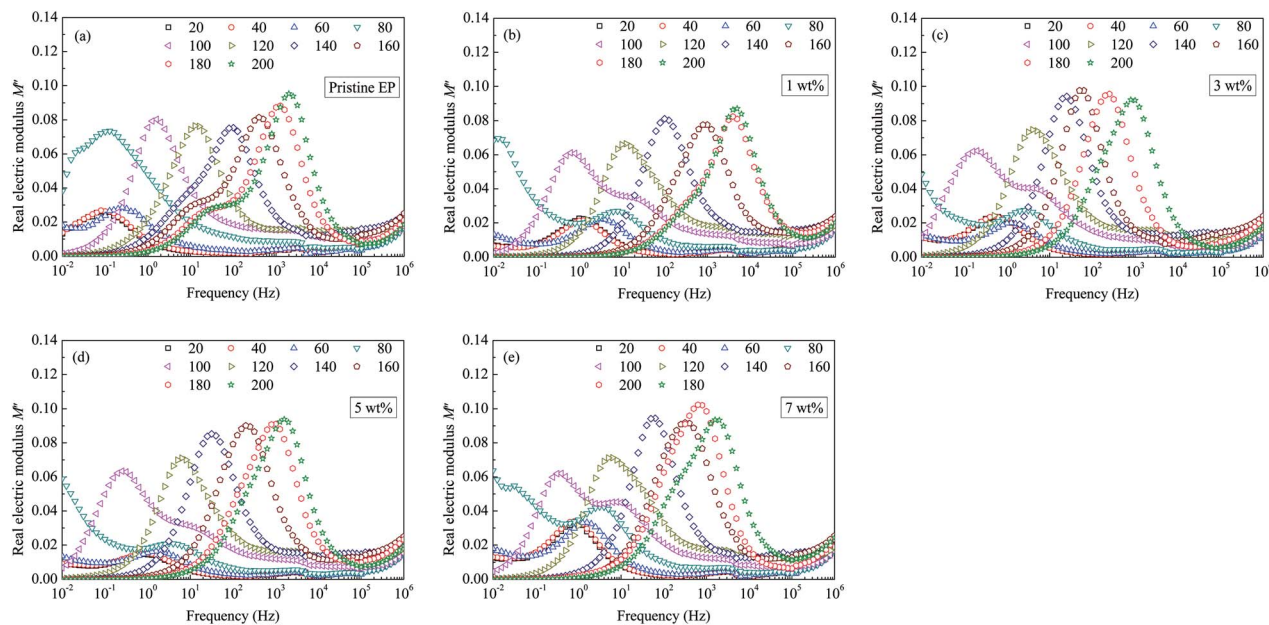 (a)
20 40 60 80
100 120 140 160
180 200
Pristine EP
Real electric modulus M″
0.14
0.12
0.10
0.08
0.06
0.04
0.02
0.00
10⁻² 10⁻¹ 10⁰ 10¹ 10² 10³ 10⁴ 10⁵ 10⁶
Frequency (Hz)
(b)
20 40 60 80
100 120 140 160
180 200
1 wt%
Real electric modulus M″
0.14
0.12
0.10
0.08
0.06
0.04
0.02
0.00
10⁻² 10⁻¹ 10⁰ 10¹ 10² 10³ 10⁴ 10⁵ 10⁶
Frequency (Hz)
(c)
20 40 60 80
100 120 140 160
180 200
3 wt%
Real electric modulus M″
0.14
0.12
0.10
0.08
0.06
0.04
0.02
0.00
10⁻² 10⁻¹ 10⁰ 10¹ 10² 10³ 10⁴ 10⁵ 10⁶
Frequency (Hz)
(d)
20 40 60 80
100 120 140 160
180 200
5 wt%
Real electric modulus M″
0.14
0.12
0.10
0.08
0.06
0.04
0.02
0.00
10⁻² 10⁻¹ 10⁰ 10¹ 10² 10³ 10⁴ 10⁵ 10⁶
Frequency (Hz)
(e)
20 40 60 80
100 120 140 160
200 180
7 wt%
Real electric modulus M″
0.14
0.12
0.10
0.08
0.06
0.04
0.02
0.00
10⁻² 10⁻¹ 10⁰ 10¹ 10² 10³ 10⁴ 10⁵ 10⁶
Frequency (Hz)